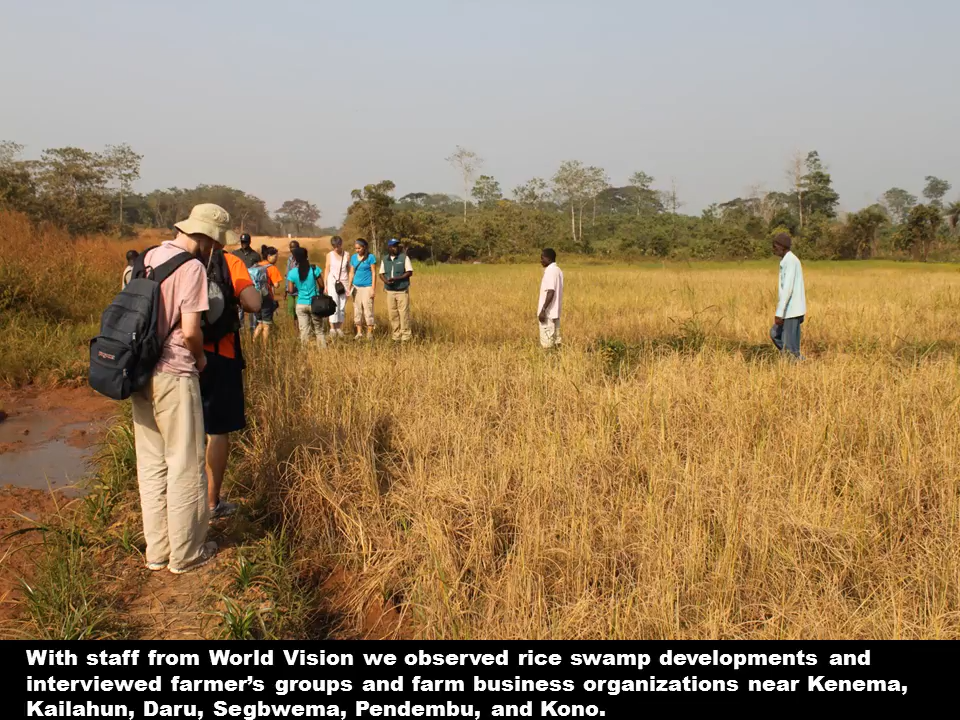 JANSPORT
With staff from World Vision we observed rice swamp developments and
interviewed farmer’s groups and farm business organizations near Kenema,
Kailahun, Daru, Segbwema, Pendembu, and Kono.